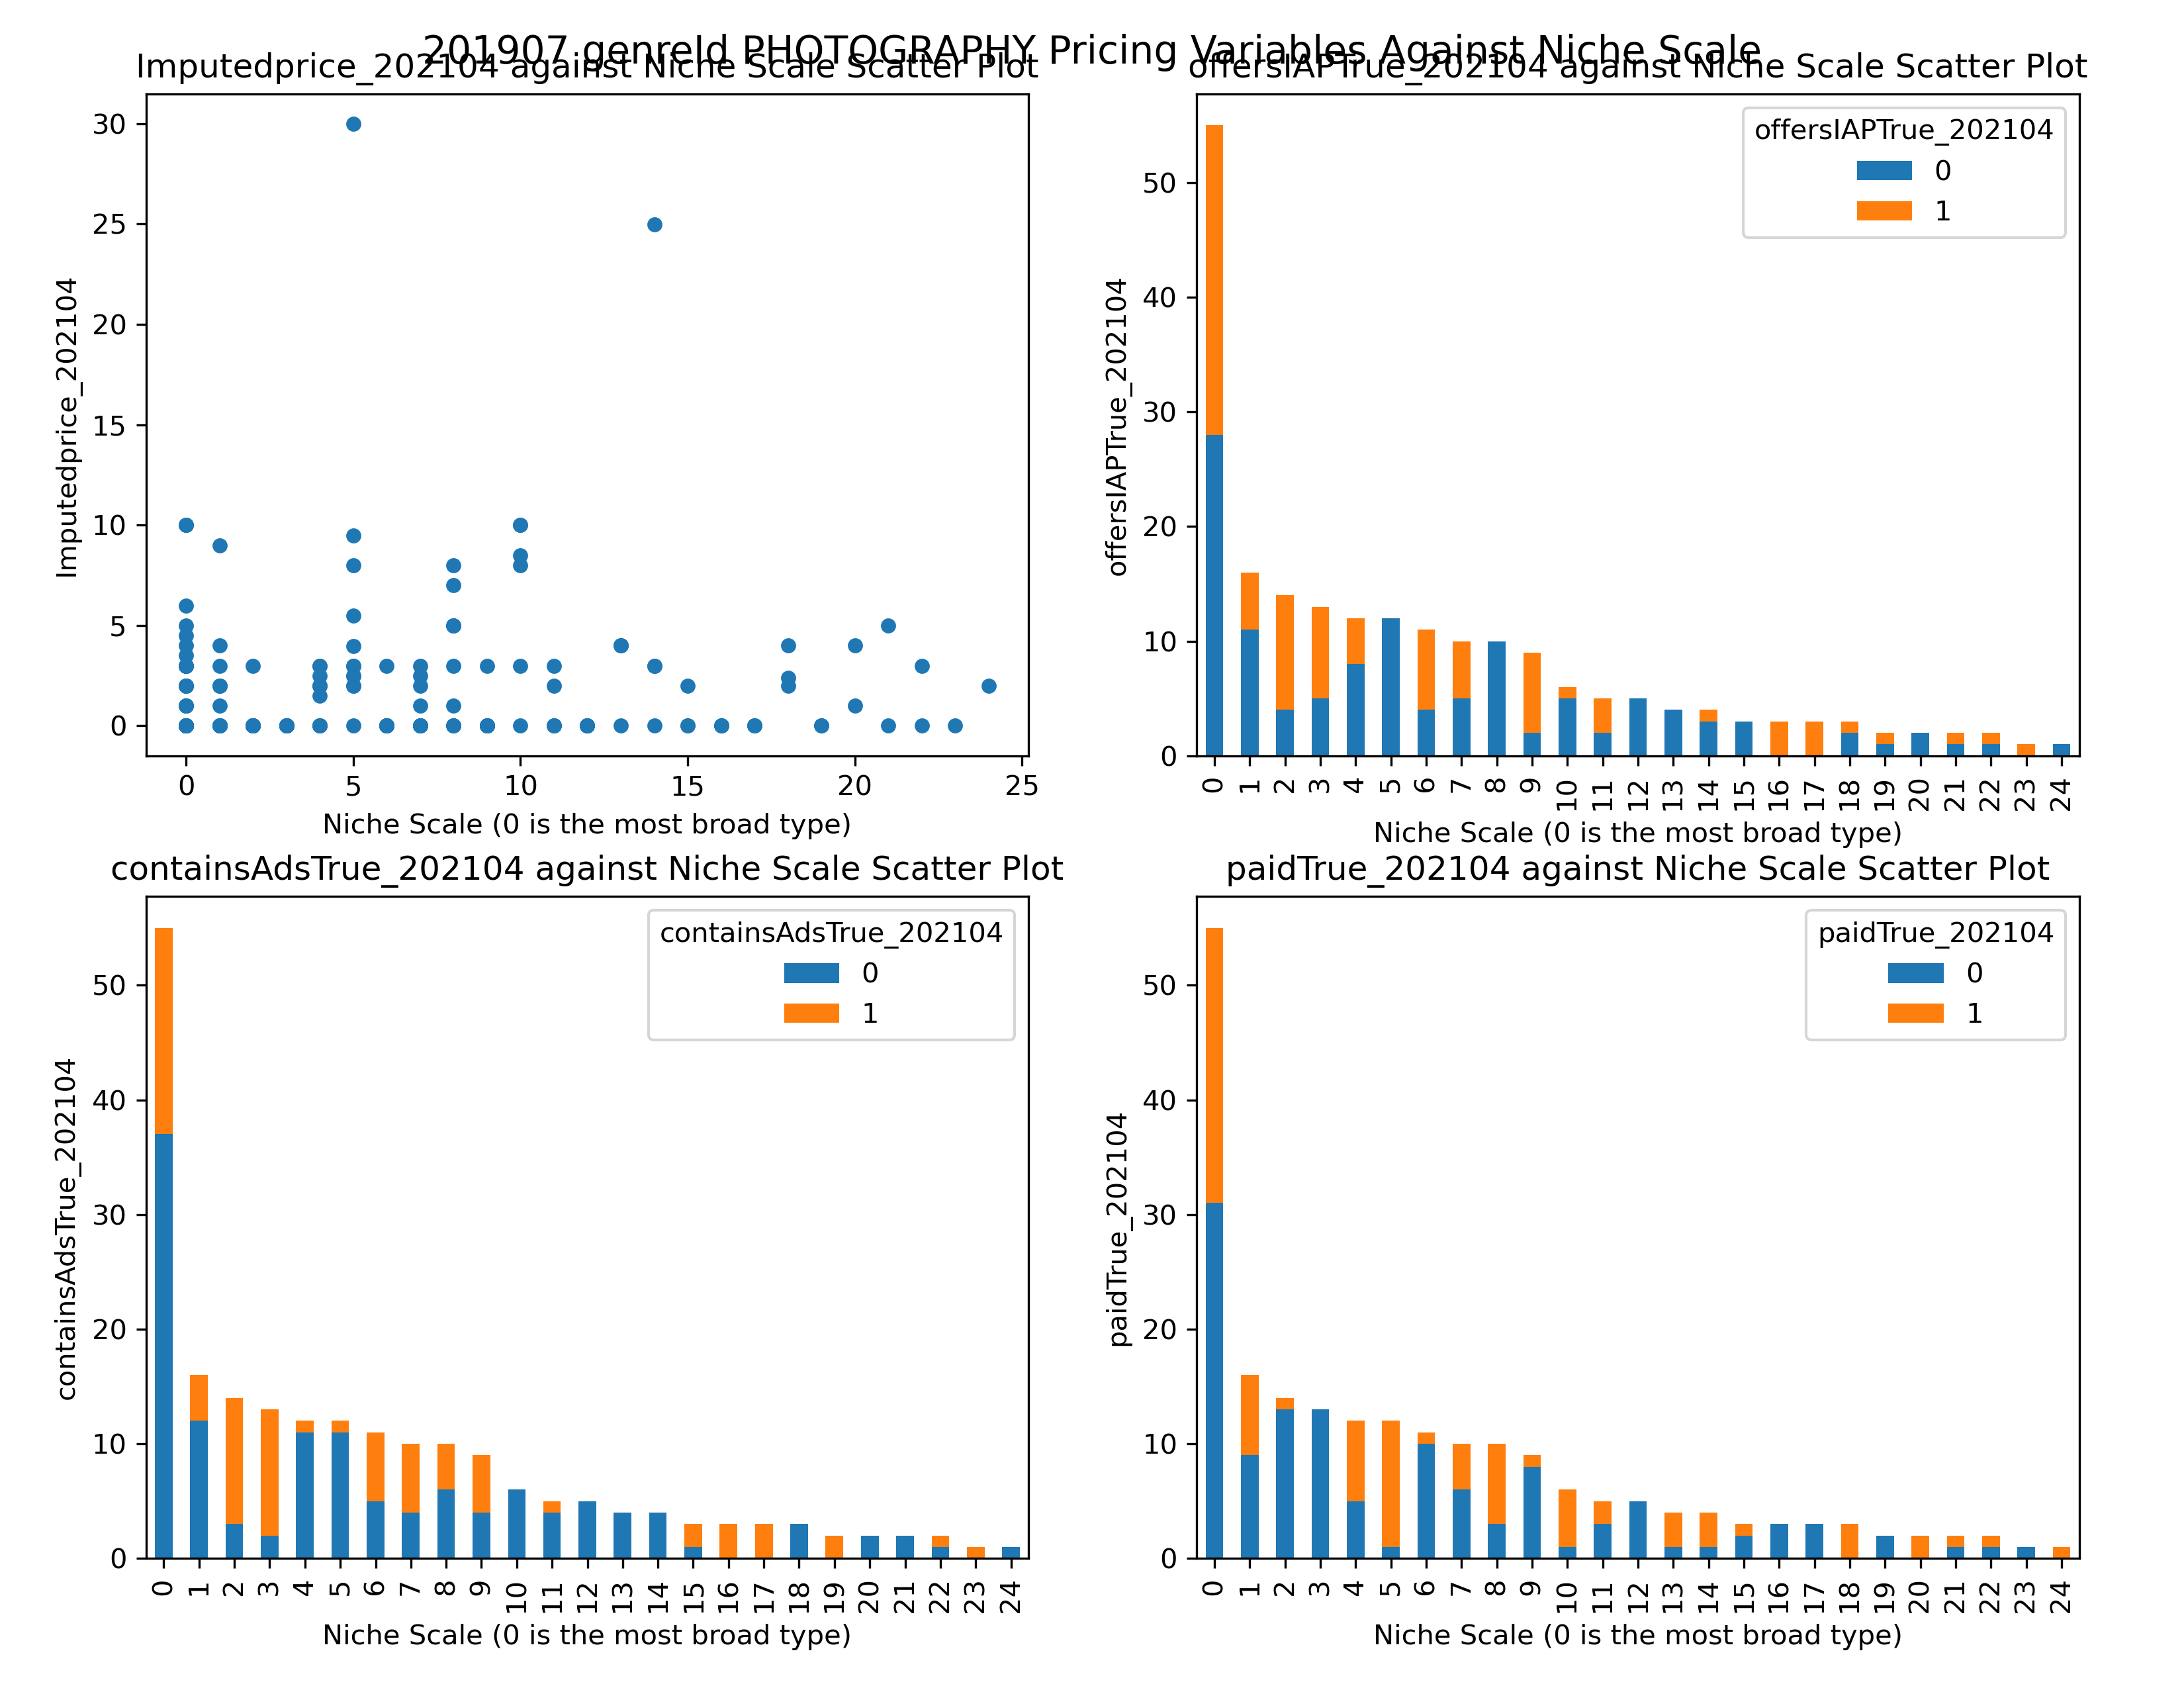 201907 genreId PHOTOGRAPHY Pricing Variables Against Niche Scale
Imputedprice_202104 against Niche Scale Scatter Plot
30
25
20
15
10
5
0
Imputedprice_202104
0 5 10 15 20 25
Niche Scale (0 is the most broad type)
offersIAPTrue_202104 against Niche Scale Scatter Plot
offersIAPTrue_202104
0
1
50
40
30
20
10
0
offersIAPTrue_202104
0 1 2 3 4 5 6 7 8 9 10 11 12 13 14 15 16 17 18 19 20 21 22 23 24
Niche Scale (0 is the most broad type)
containsAdsTrue_202104 against Niche Scale Scatter Plot
containsAdsTrue_202104
0
1
50
40
30
20
10
0
containsAdsTrue_202104
0 1 2 3 4 5 6 7 8 9 10 11 12 13 14 15 16 17 18 19 20 21 22 23 24
Niche Scale (0 is the most broad type)
paidTrue_202104 against Niche Scale Scatter Plot
paidTrue_202104
0
1
50
40
30
20
10
0
paidTrue_202104
0 1 2 3 4 5 6 7 8 9 10 11 12 13 14 15 16 17 18 19 20 21 22 23 24
Niche Scale (0 is the most broad type)